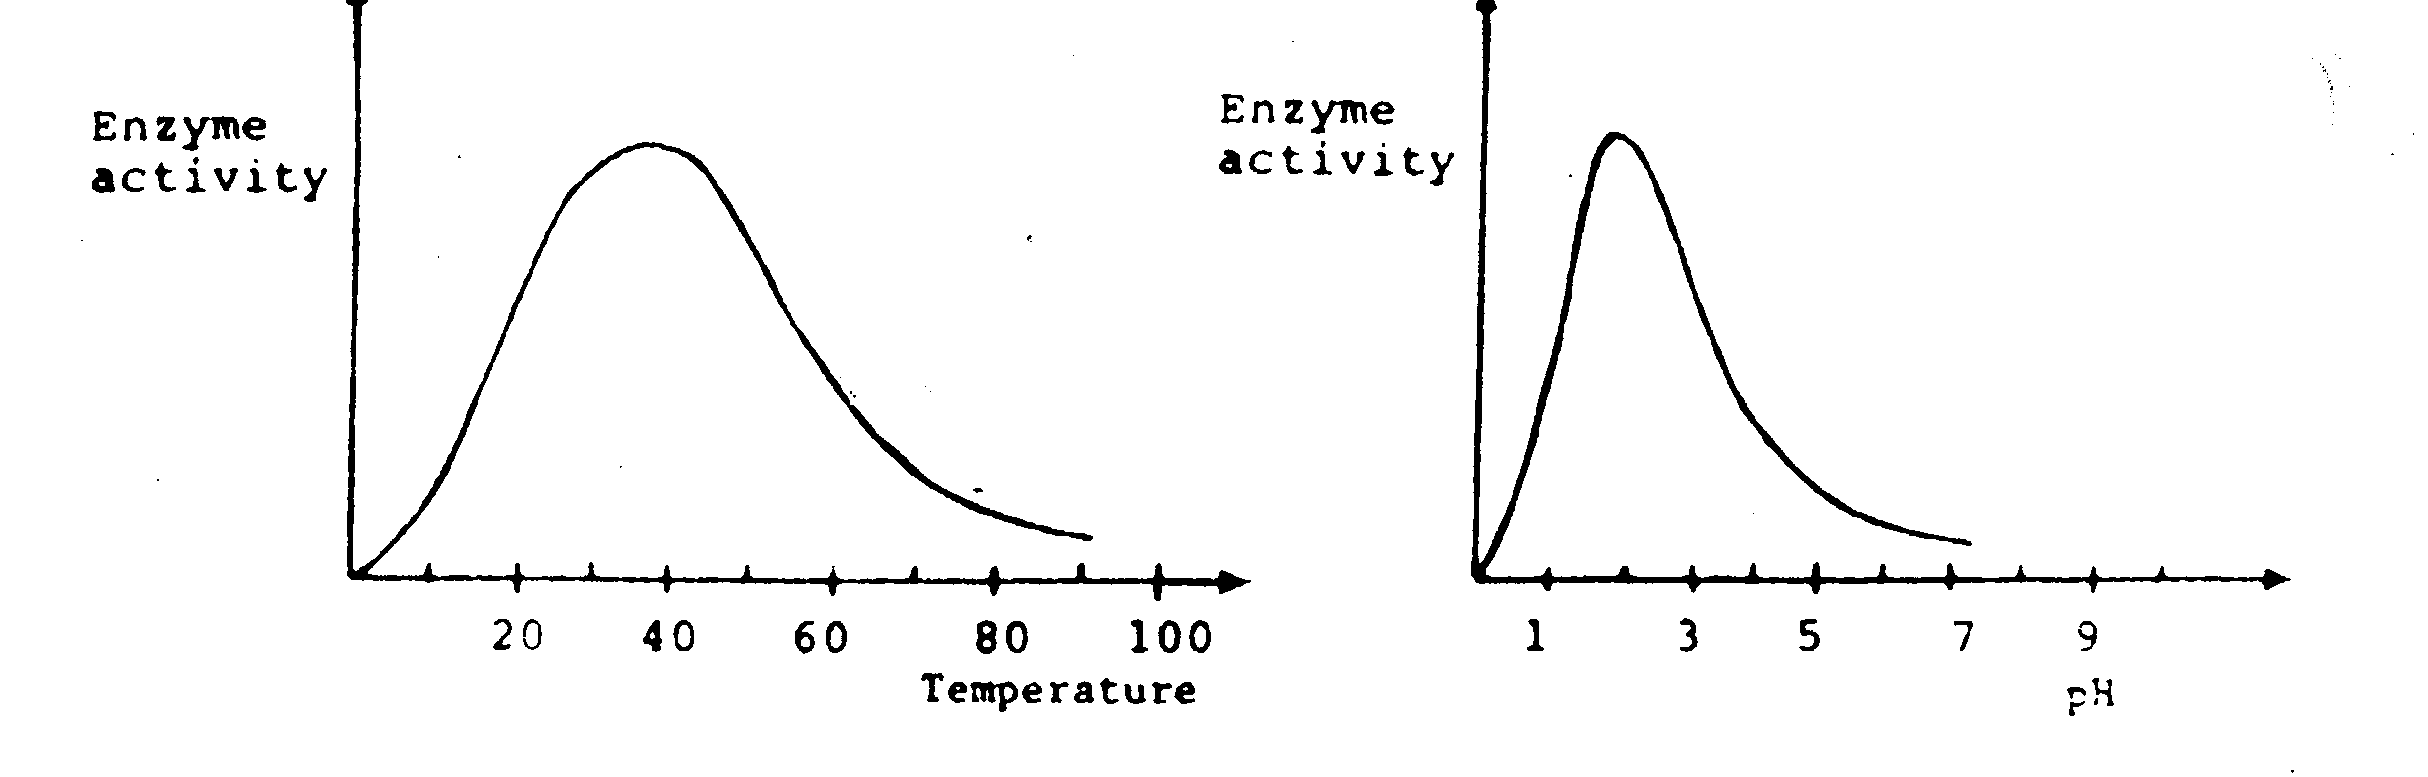 Enzyme
activity
20 40 60 80 100
Temperature
Enzyme
activity
1 3 5 7 9
pH